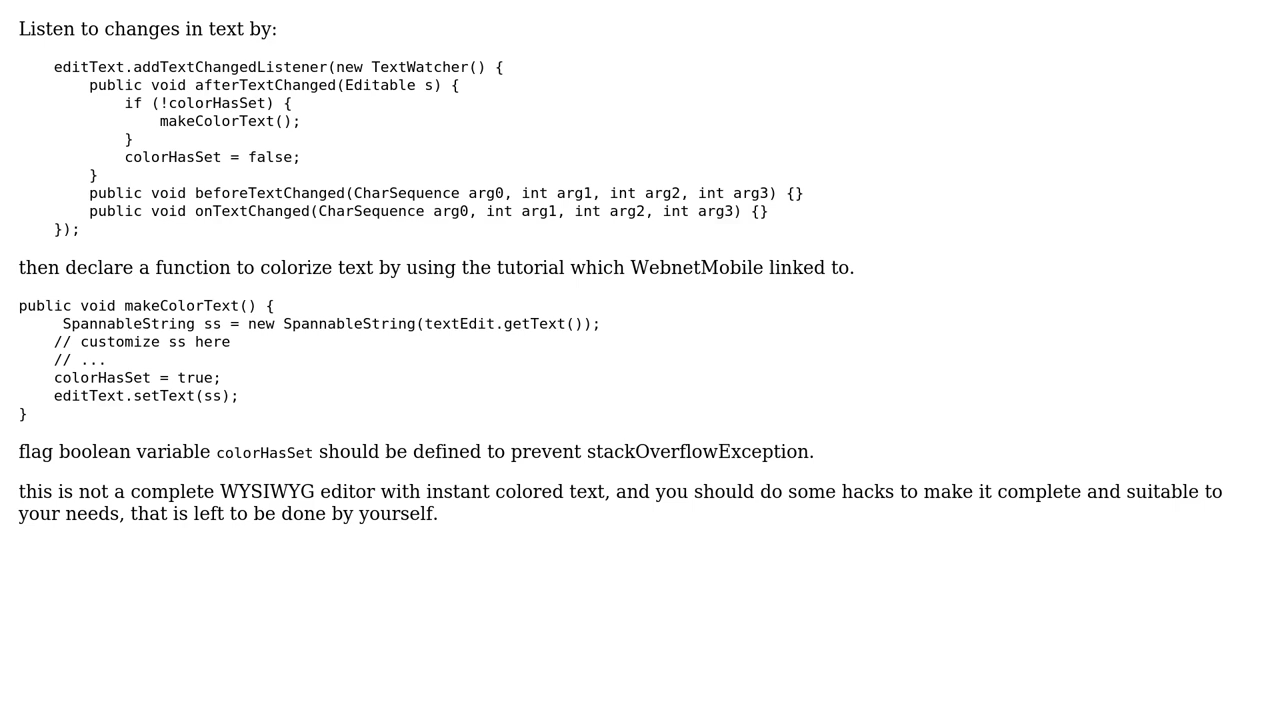 Listen to changes in text by:
    editText.addTextChangedListener(new TextWatcher() {
        public void afterTextChanged(Editable s) {
            if (!colorHasSet) {
                makeColorText();
            }
            colorHasSet = false;
        }
        public void beforeTextChanged(CharSequence arg0, int arg1, int arg2, int arg3) {}
        public void onTextChanged(CharSequence arg0, int arg1, int arg2, int arg3) {}
    });
then declare a function to colorize text by using the tutorial which WebnetMobile linked to.
public void makeColorText() {
     SpannableString ss = new SpannableString(textEdit.getText());
    // customize ss here
    // ...
    colorHasSet = true;
    editText.setText(ss);
}
flag boolean variable colorHasSet should be defined to prevent stackOverflowException.
this is not a complete WYSIWYG editor with instant colored text, and you should do some hacks to make it complete and suitable to
your needs, that is left to be done by yourself.